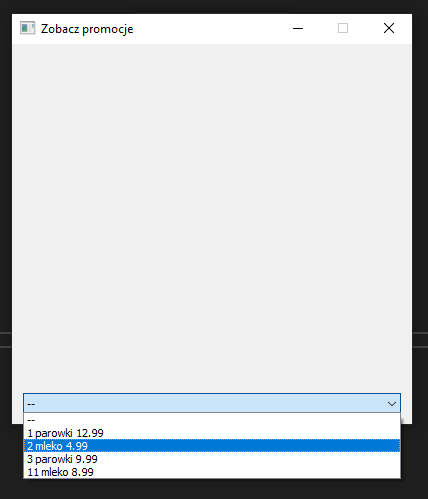 Zobacz promocje
--
--
1 parowki 12.99
2 mleko 4.99
3 parowki 9.99
11 mleko 8.99